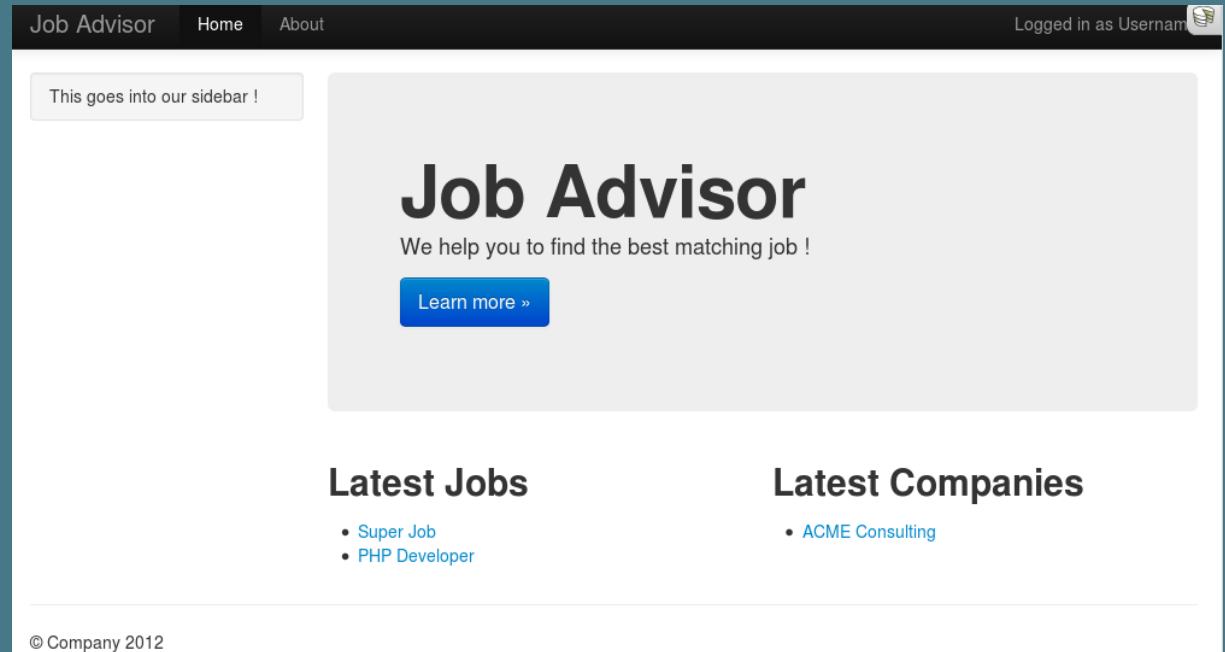 Job Advisor Home About Logged in as Usernam
This goes into our sidebar !
Job Advisor
We help you to find the best matching job !
Learn more »
Latest Jobs
• Super Job
• PHP Developer
Latest Companies
• ACME Consulting
© Company 2012